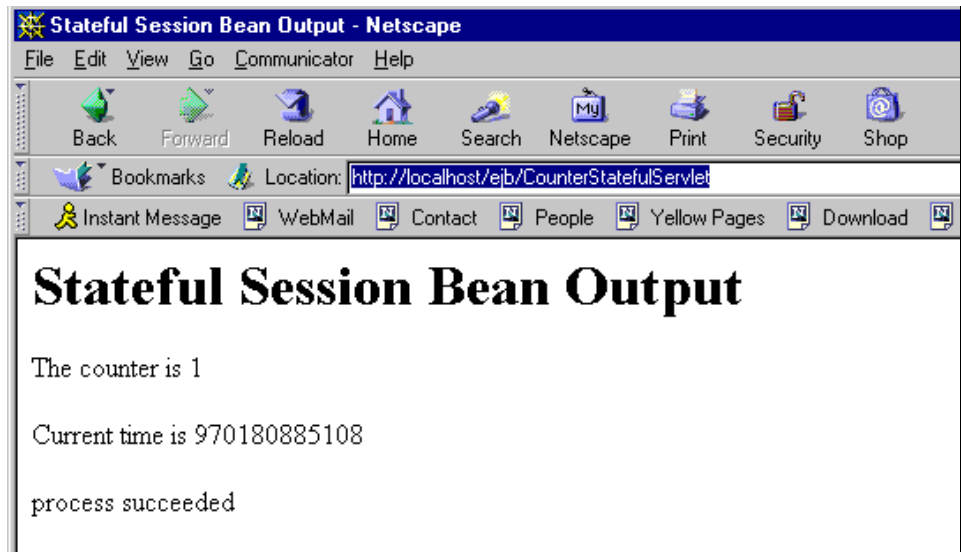 Stateful Session Bean Output - Netscape
File Edit View Go Communicator Help
My
Back Forward Reload Home Search Netscape Print Security Shop
Bookmarks Location: http://localhost/ejb/CounterStatefulServlet
Instant Message WebMail Contact People Yellow Pages Download
Stateful Session Bean Output
The counter is 1
Current time is 970180885108
process succeeded